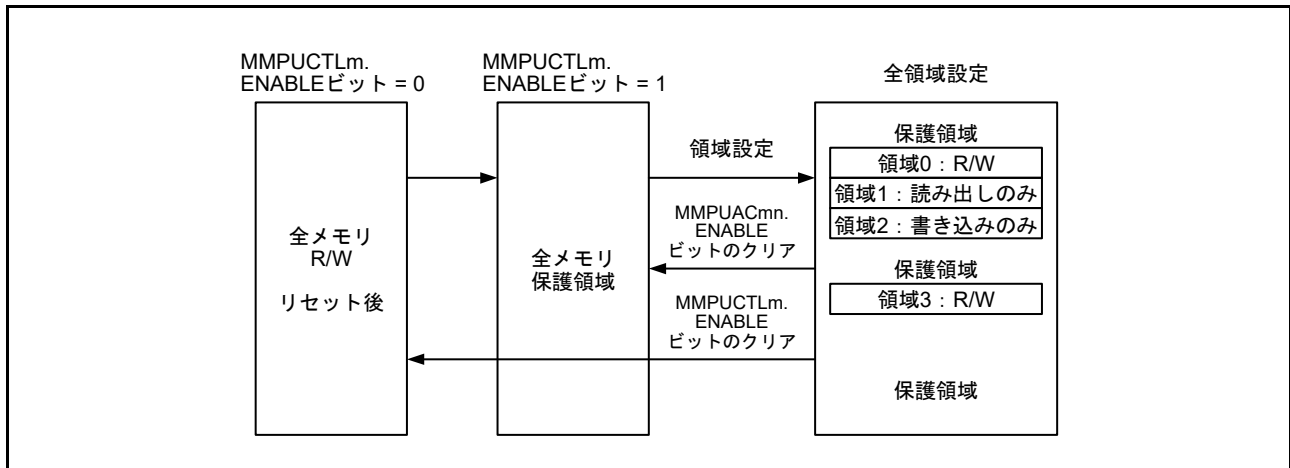 MMPUCTLm.
ENABLEビット = 0
MMPUCTLm.
ENABLEビット = 1
全領域設定
全メモリ
R/W
リセット後
全メモリ
保護領域
領域設定
MMPUACmn.
ENABLE
ビットのクリア
MMPUCTLm.
ENABLE
ビットのクリア
保護領域
領域0：R/W
領域1：読み出しのみ
領域2：書き込みのみ
保護領域
領域3：R/W
保護領域